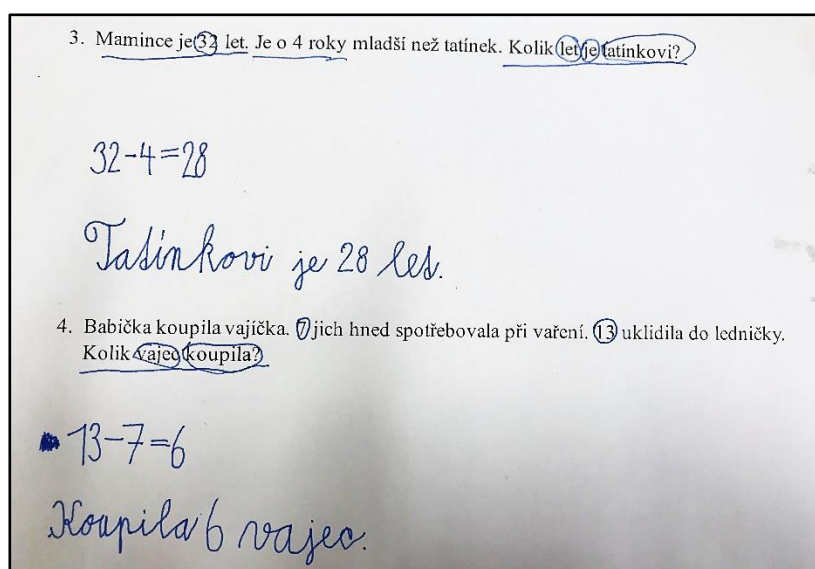 3. Mamince je 32 let. Je o 4 roky mladší než tatínek. Kolik let je tatínkovi?
32-4=28
Tatínkovi je 28 let.
4. Babička koupila vajíčka. 7 jich hned spotřebovala při vaření. 13 uklidila do ledničky.
Kolik vajec koupila?
13-7=6
Koupila 6 vajec.